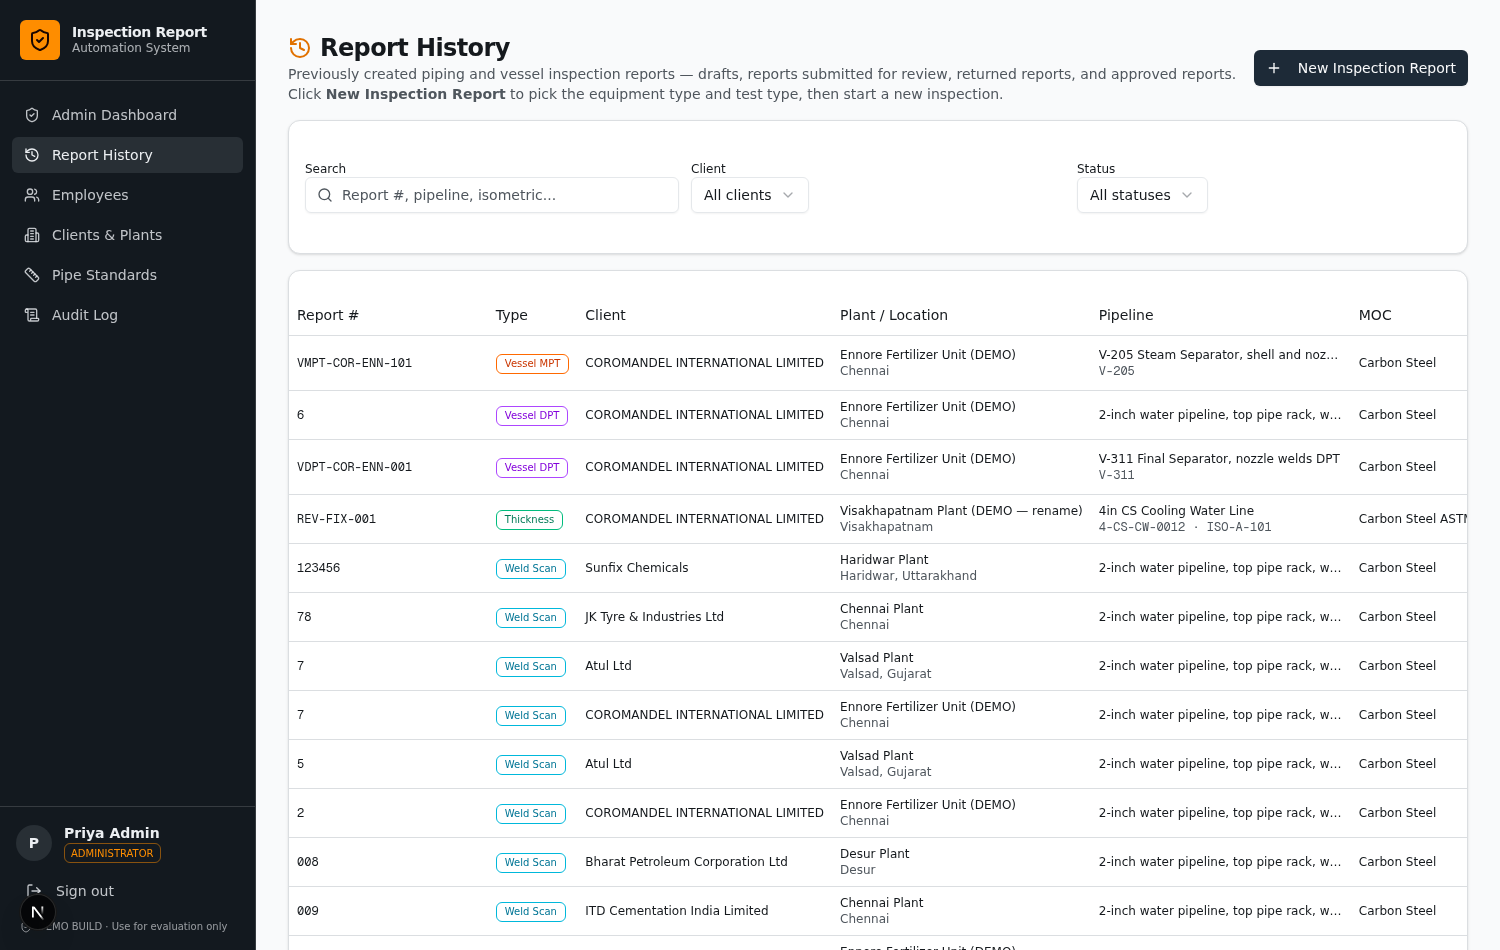 Inspection Report
Automation System
Admin Dashboard
Report History
Employees
Clients & Plants
Pipe Standards
Audit Log
P
Priya Admin
ADMINISTRATOR
Sign out
N
EMO BUILD · Use for evaluation only
Report History
Previously created piping and vessel inspection reports — drafts, reports submitted for review, returned reports, and approved reports.
Click New Inspection Report to pick the equipment type and test type, then start a new inspection.
New Inspection Report
Search Client Status
Report #, pipeline, isometric... All clients All statuses
Report # Type Client Plant / Location Pipeline MOC
VMPT-COR-ENN-101 Vessel MPT COROMANDEL INTERNATIONAL LIMITED Ennore Fertilizer Unit (DEMO) V-205 Steam Separator, shell and noz... Carbon Steel
Chennai V-205
6 Vessel DPT COROMANDEL INTERNATIONAL LIMITED Ennore Fertilizer Unit (DEMO) 2-inch water pipeline, top pipe rack, w... Carbon Steel
Chennai
VDPT-COR-ENN-001 Vessel DPT COROMANDEL INTERNATIONAL LIMITED Ennore Fertilizer Unit (DEMO) V-311 Final Separator, nozzle welds DPT Carbon Steel
Chennai V-311
REV-FIX-001 Thickness COROMANDEL INTERNATIONAL LIMITED Visakhapatnam Plant (DEMO — rename) 4in CS Cooling Water Line Carbon Steel
Visakhapatnam 4-CS-CW-0012 · ISO-A-101
123456 Weld Scan Sunfix Chemicals Haridwar Plant 2-inch water pipeline, top pipe rack, w... Carbon Steel
Haridwar, Uttarakhand
78 Weld Scan JK Tyre & Industries Ltd Chennai Plant 2-inch water pipeline, top pipe rack, w... Carbon Steel
Chennai
7 Weld Scan Atul Ltd Valsad Plant 2-inch water pipeline, top pipe rack, w... Carbon Steel
Valsad, Gujarat
7 Weld Scan COROMANDEL INTERNATIONAL LIMITED Ennore Fertilizer Unit (DEMO) 2-inch water pipeline, top pipe rack, w... Carbon Steel
Chennai
5 Weld Scan Atul Ltd Valsad Plant 2-inch water pipeline, top pipe rack, w... Carbon Steel
Valsad, Gujarat
2 Weld Scan COROMANDEL INTERNATIONAL LIMITED Ennore Fertilizer Unit (DEMO) 2-inch water pipeline, top pipe rack, w... Carbon Steel
Chennai
008 Weld Scan Bharat Petroleum Corporation Ltd Desur Plant 2-inch water pipeline, top pipe rack, w... Carbon Steel
Desur
009 Weld Scan ITD Cementation India Limited Chennai Plant 2-inch water pipeline, top pipe rack, w... Carbon Steel
Chennai